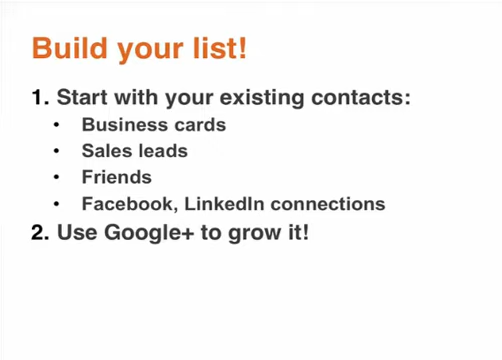 Build your list!
1. Start with your existing contacts:
• Business cards
• Sales leads
• Friends
• Facebook, LinkedIn connections
2. Use Google+ to grow it!